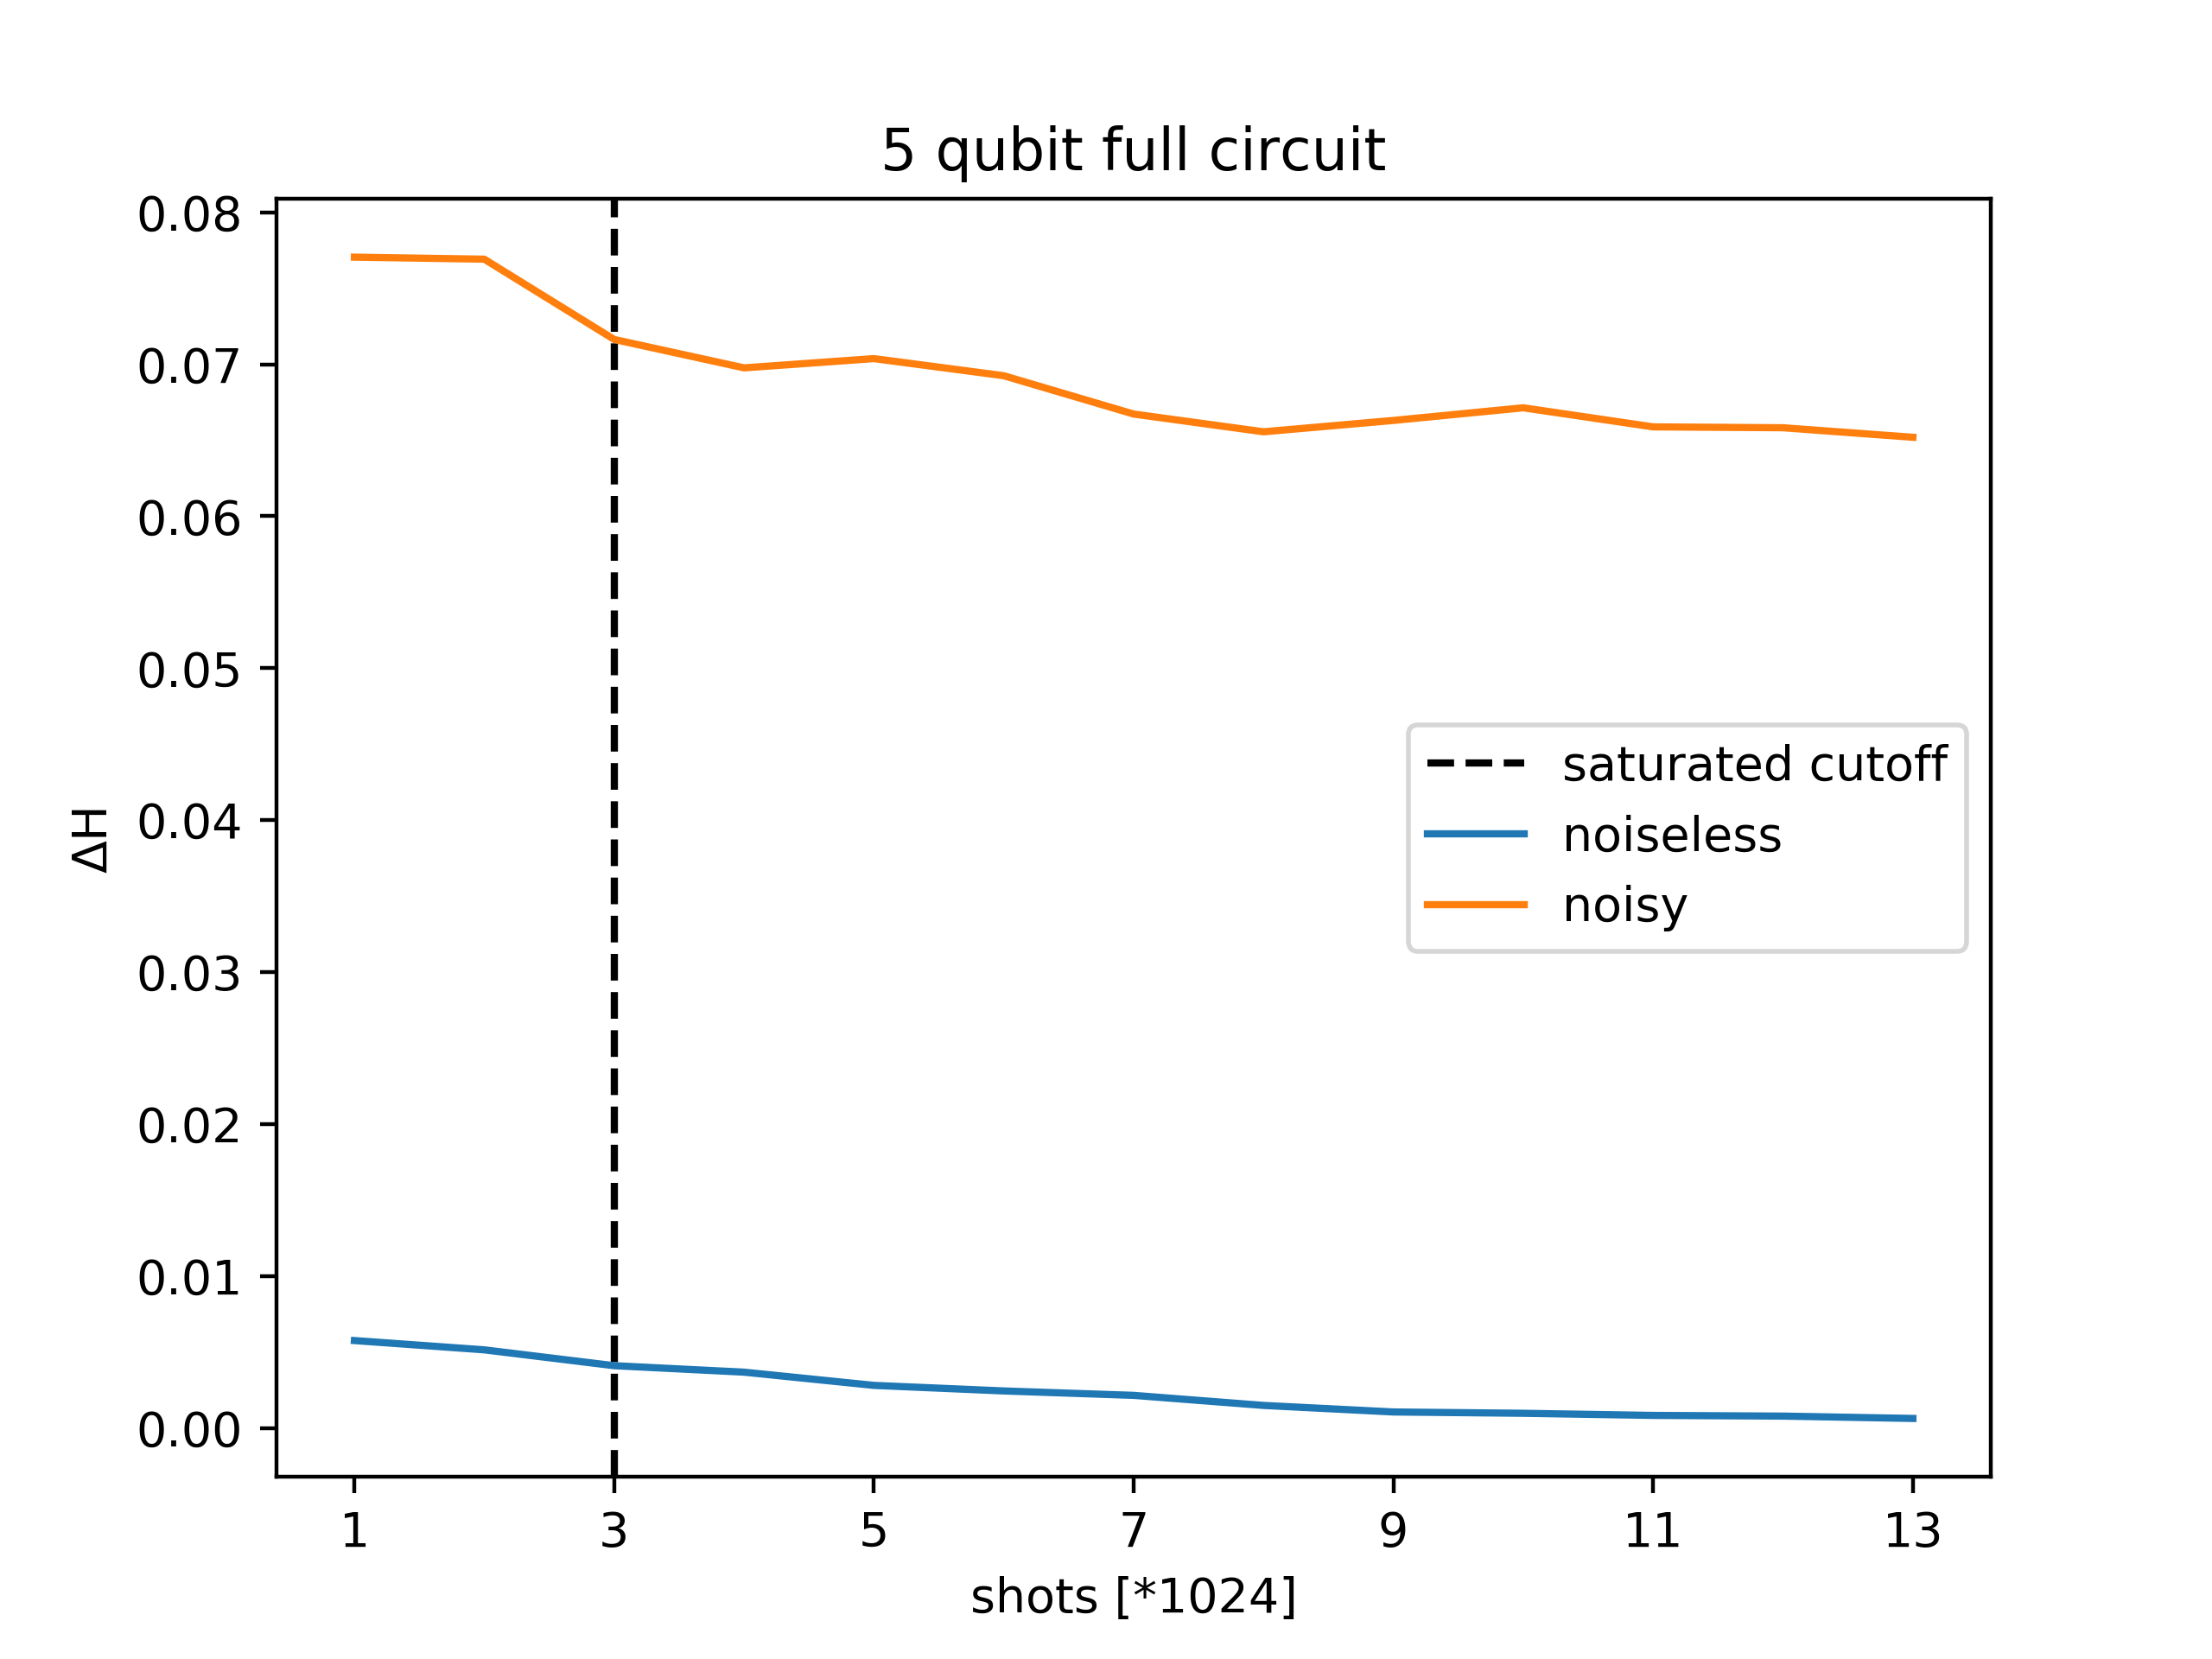 5 qubit full circuit
0.08
0.07
0.06
0.05
0.04
0.03
0.02
0.01
0.00
ΔH
saturated cutoff
noiseless
noisy
1 3 5 7 9 11 13
shots [*1024]